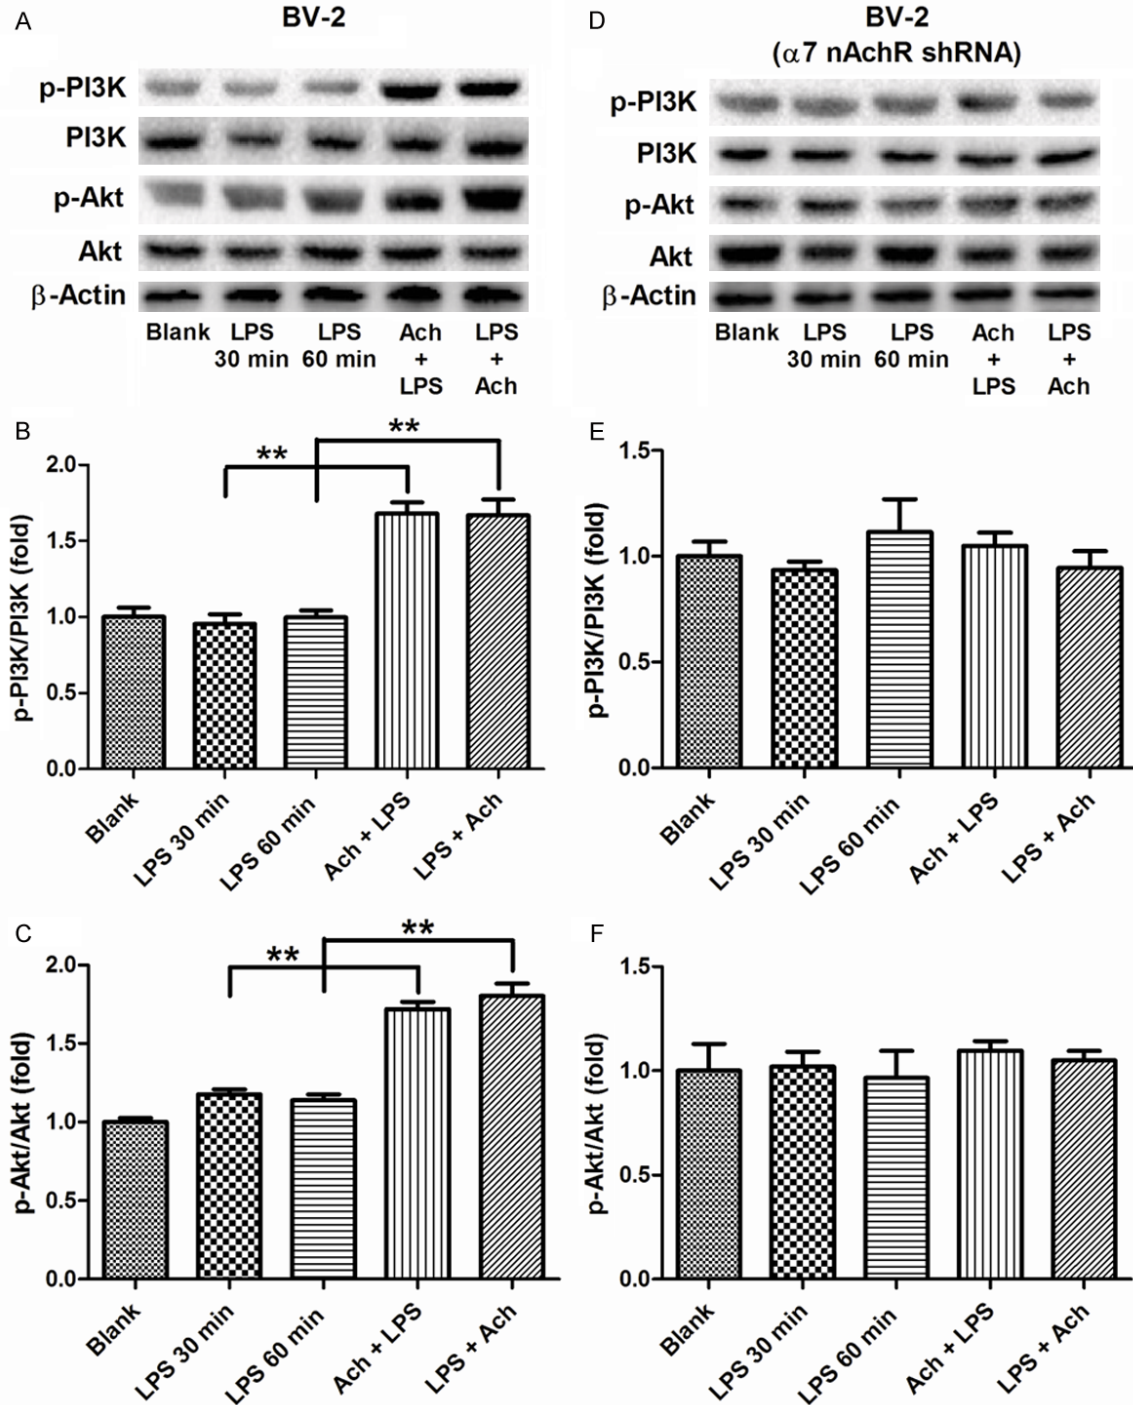 A
BV-2
p-PI3K
PI3K
p-Akt
Akt
β-Actin
Blank LPS LPS Ach LPS
30 min 60 min + +
LPS Ach
D
BV-2
(α7 nAchR shRNA)
p-PI3K
PI3K
p-Akt
Akt
β-Actin
Blank LPS LPS Ach LPS
30 min 60 min + +
LPS Ach
B
** **
p-PI3K/PI3K (fold)
2.0
1.5
1.0
0.5
0.0
Blank
LPS 30 min
LPS 60 min
Ach + LPS
LPS + Ach
E
p-PI3K/PI3K (fold)
1.5
1.0
0.5
0.0
Blank
LPS 30 min
LPS 60 min
Ach + LPS
LPS + Ach
C
** **
p-Akt/Akt (fold)
2.0
1.5
1.0
0.5
0.0
Blank
LPS 30 min
LPS 60 min
Ach + LPS
LPS + Ach
F
p-Akt/Akt (fold)
1.5
1.0
0.5
0.0
Blank
LPS 30 min
LPS 60 min
Ach + LPS
LPS + Ach